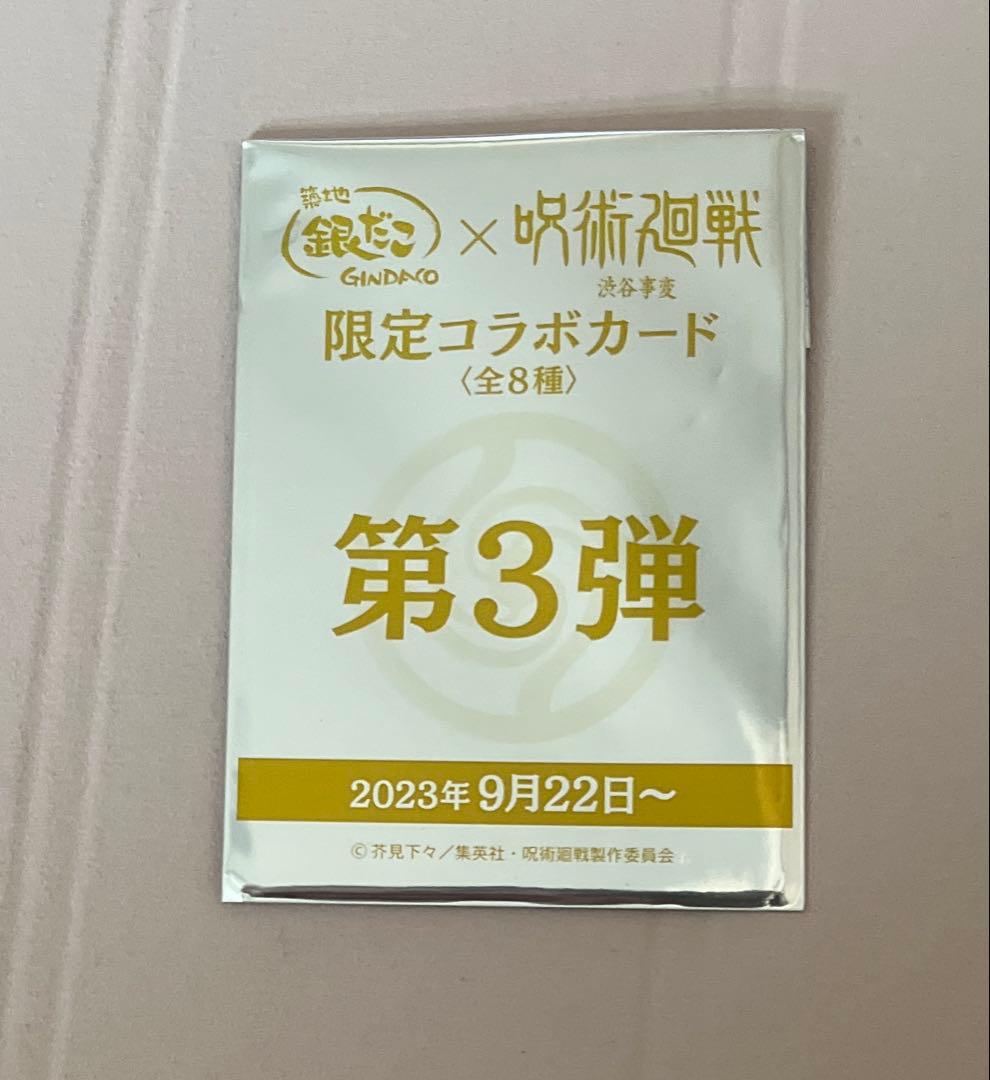 築地
銀だこ
GINDACO
×
呪術廻戦
渋谷事変
限定コラボカード
〈全8種〉
第3弾
2023年 9月22日〜
©芥見下々／集英社・呪術廻戦製作委員会